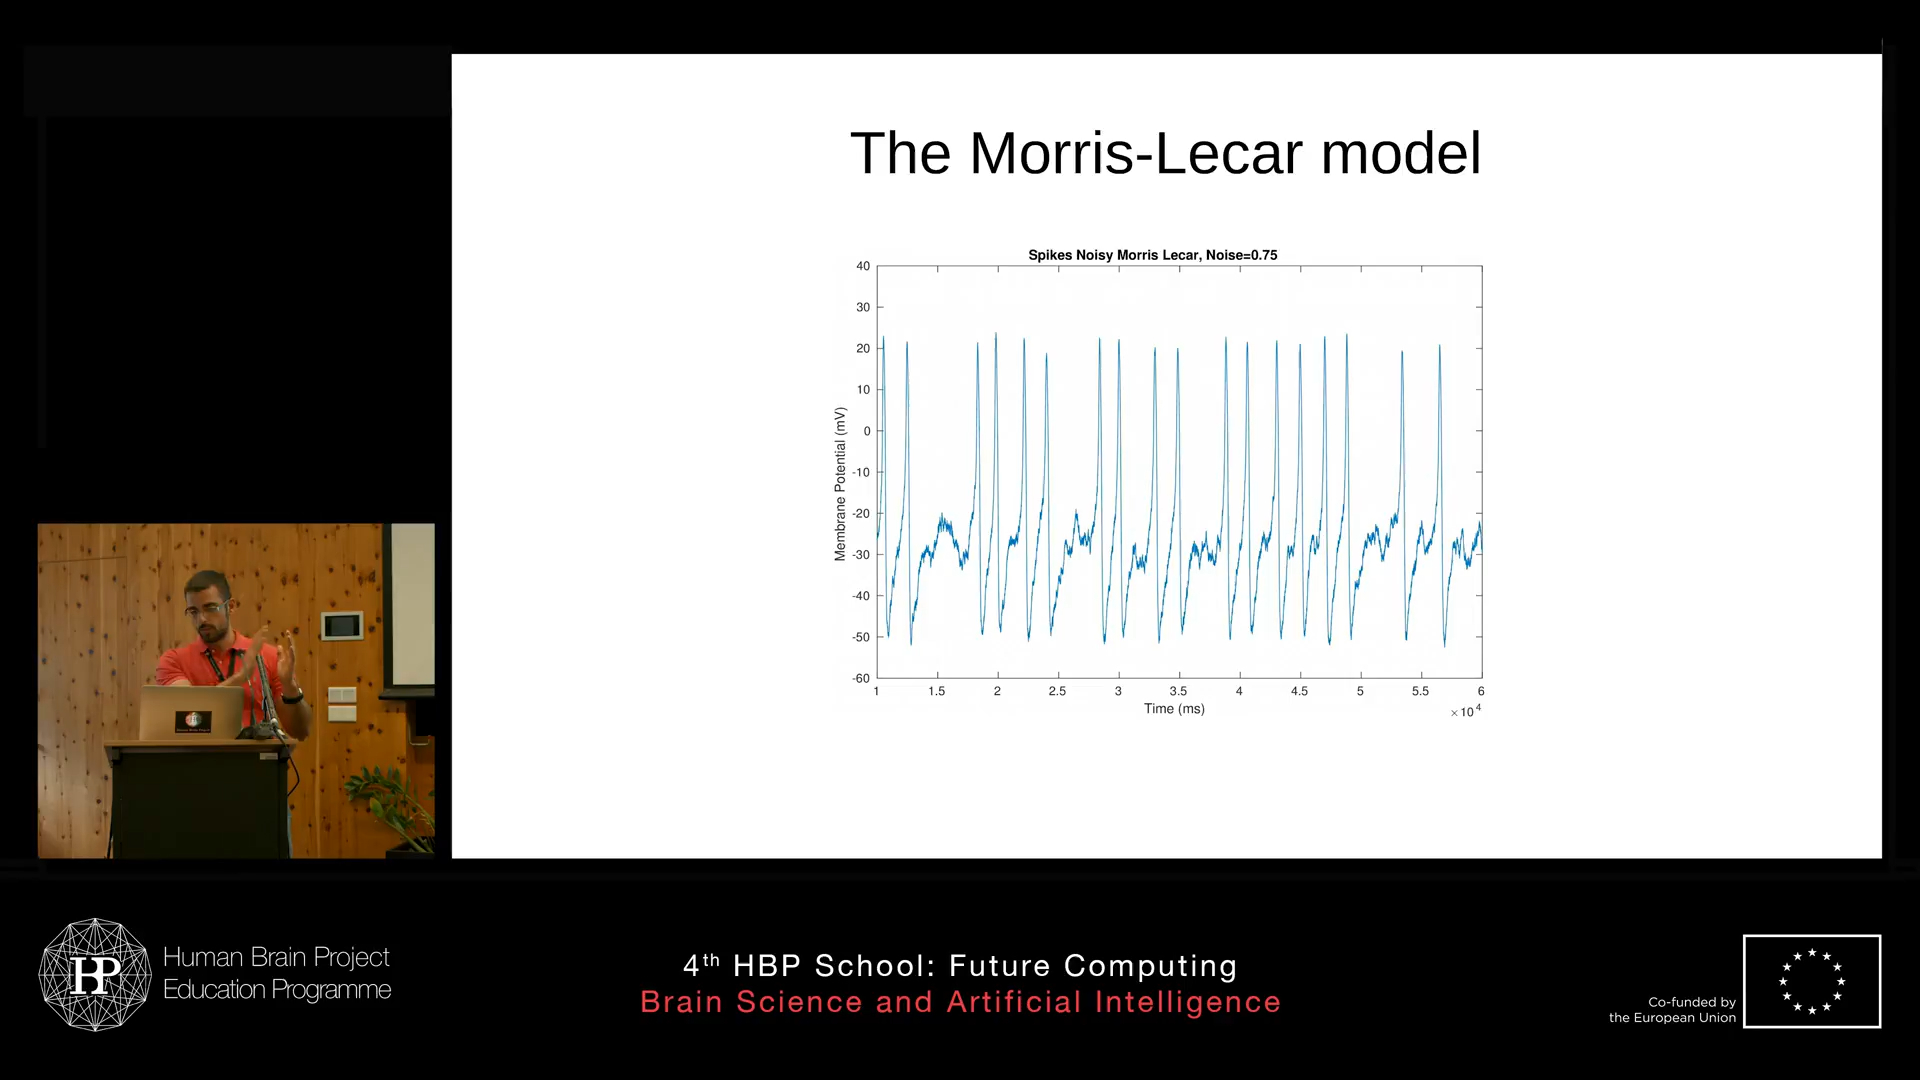 The Morris-Lecar model
Spikes Noisy Morris Lecar, Noise=0.75
Membrane Potential (mV)
40
30
20
10
0
-10
-20
-30
-40
-50
-60
1 1.5 2 2.5 3 3.5 4 4.5 5 5.5 6
Time (ms)
×10⁴
HBP
Human Brain Project
Education Programme
4th HBP School: Future Computing
Brain Science and Artificial Intelligence
Co-funded by
the European Union